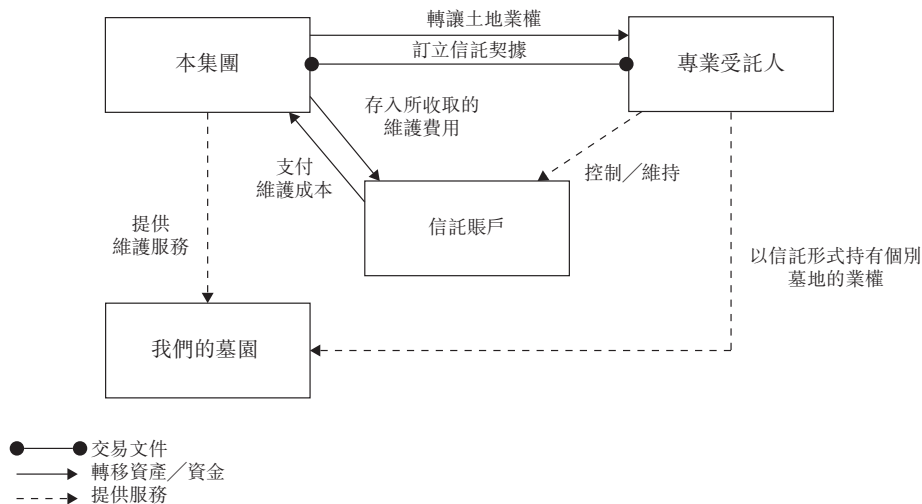 轉讓土地業權
訂立信託契據
本集團
專業受託人
存入所收取的
維護費用
支付
維護成本
控制／維持
信託賬戶
提供
維護服務
以信託形式持有個別
墓地的業權
我們的墓園
交易文件
轉移資產／資金
提供服務